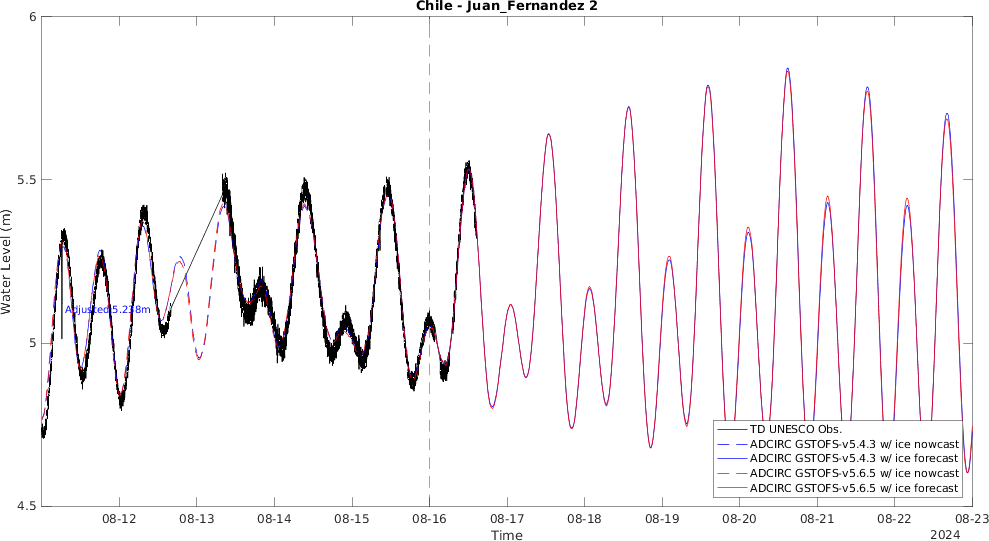 Chile - Juan_Fernandez 2
Water Level (m)
6
5.5
5
4.5
Adjusted 5.238m
TD UNESCO Obs.
ADCIRC GSTOFS-v5.4.3 w/ ice nowcast
ADCIRC GSTOFS-v5.4.3 w/ ice forecast
ADCIRC GSTOFS-v5.6.5 w/ ice nowcast
ADCIRC GSTOFS-v5.6.5 w/ ice forecast
08-12 08-13 08-14 08-15 08-16 08-17 08-18 08-19 08-20 08-21 08-22 08-23
Time
2024